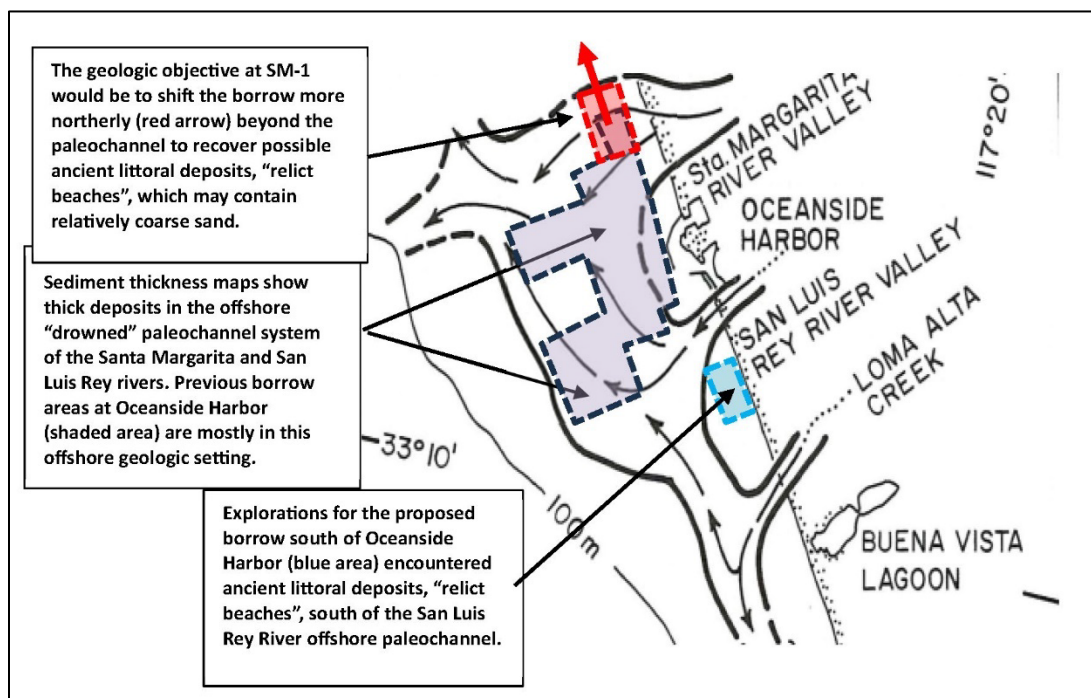 The geologic objective at SM-1
would be to shift the borrow more
northerly (red arrow) beyond the
paleochannel to recover possible
ancient littoral deposits, “relict
beaches”, which may contain
relatively coarse sand.
Sediment thickness maps show
thick deposits in the offshore
“drowned” paleochannel system
of the Santa Margarita and San
Luis Rey rivers. Previous borrow
areas at Oceanside Harbor
(shaded area) are mostly in this
offshore geologic setting.
Explorations for the proposed
borrow south of Oceanside
Harbor (blue area) encountered
ancient littoral deposits, “relict
beaches”, south of the San Luis
Rey River offshore paleochannel.
Sta. MARGARITA
RIVER VALLEY
117°20'
OCEANSIDE
HARBOR
SAN LUIS
REY RIVER VALLEY
LOMA ALTA
CREEK
33°10'
100m
BUENA VISTA
LAGOON